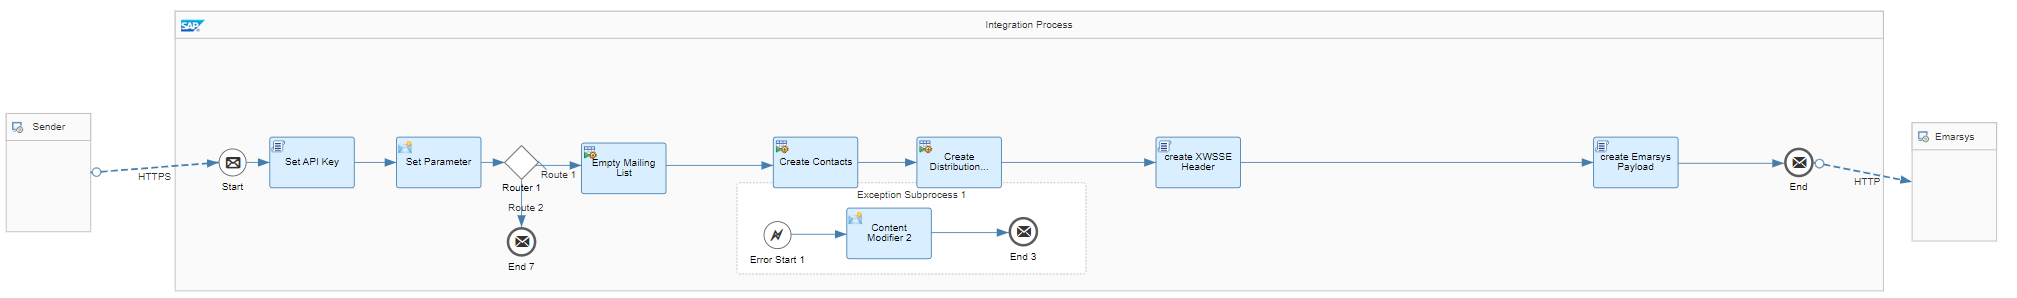 SAP
Integration Process
Sender
HTTPS
Start
Set API Key
Set Parameter
Router 1
Route 1
Route 2
End 7
Empty Mailing
List
Create Contacts
Create
Distribution...
Exception Subprocess 1
Error Start 1
Content
Modifier 2
End 3
create XWSSE
Header
create Emarsys
Payload
End
HTTP
Emarsys